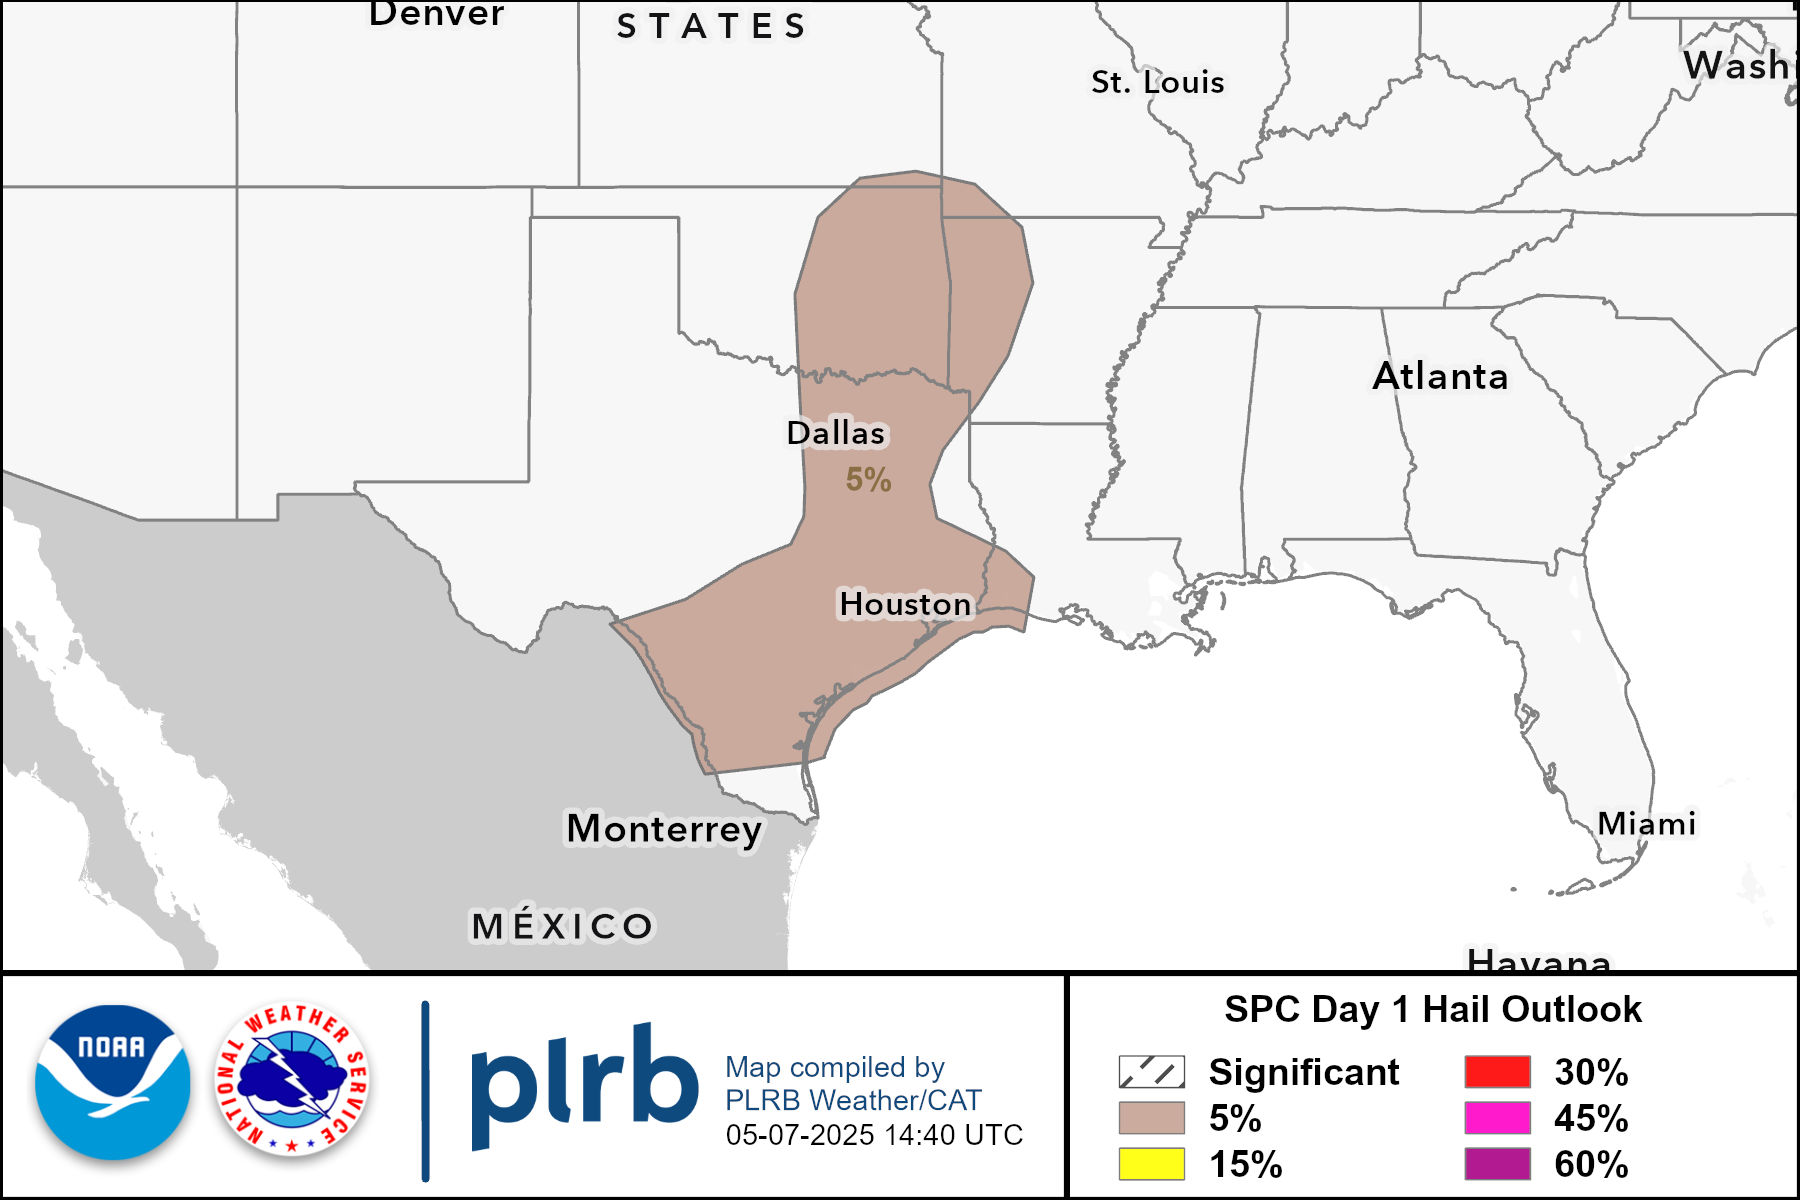 Denver
STATES
St. Louis
Washi
Atlanta
Dallas
5%
Houston
Monterrey
Miami
MÉXICO
Havana
NOAA
NATIONAL WEATHER SERVICE
plrb
Map compiled by
PLRB Weather/CAT
05-07-2025 14:40 UTC
SPC Day 1 Hail Outlook
Significant
30%
5%
45%
15%
60%